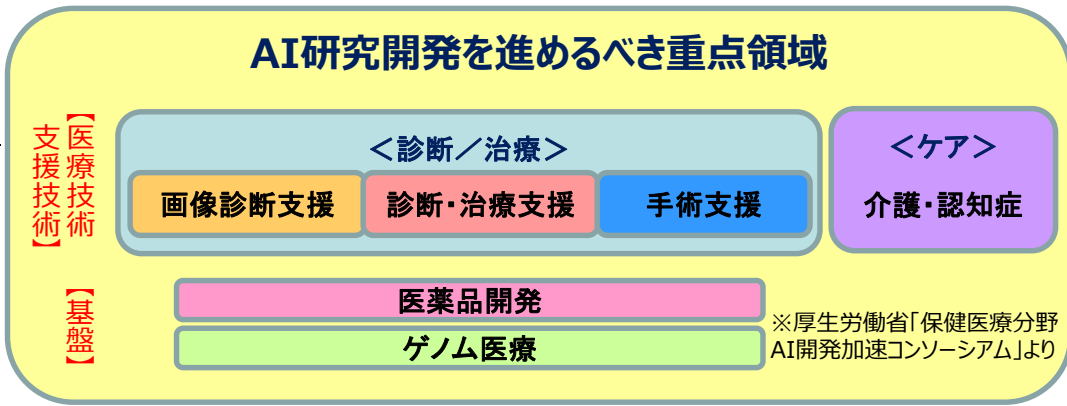 AI研究開発を進めるべき重点領域
【医療技術
支援技術】
＜診断／治療＞
画像診断支援
診断・治療支援
手術支援
＜ケア＞
介護・認知症
【基盤】
医薬品開発
ゲノム医療
※厚生労働省「保健医療分野
AI開発加速コンソーシアム」より